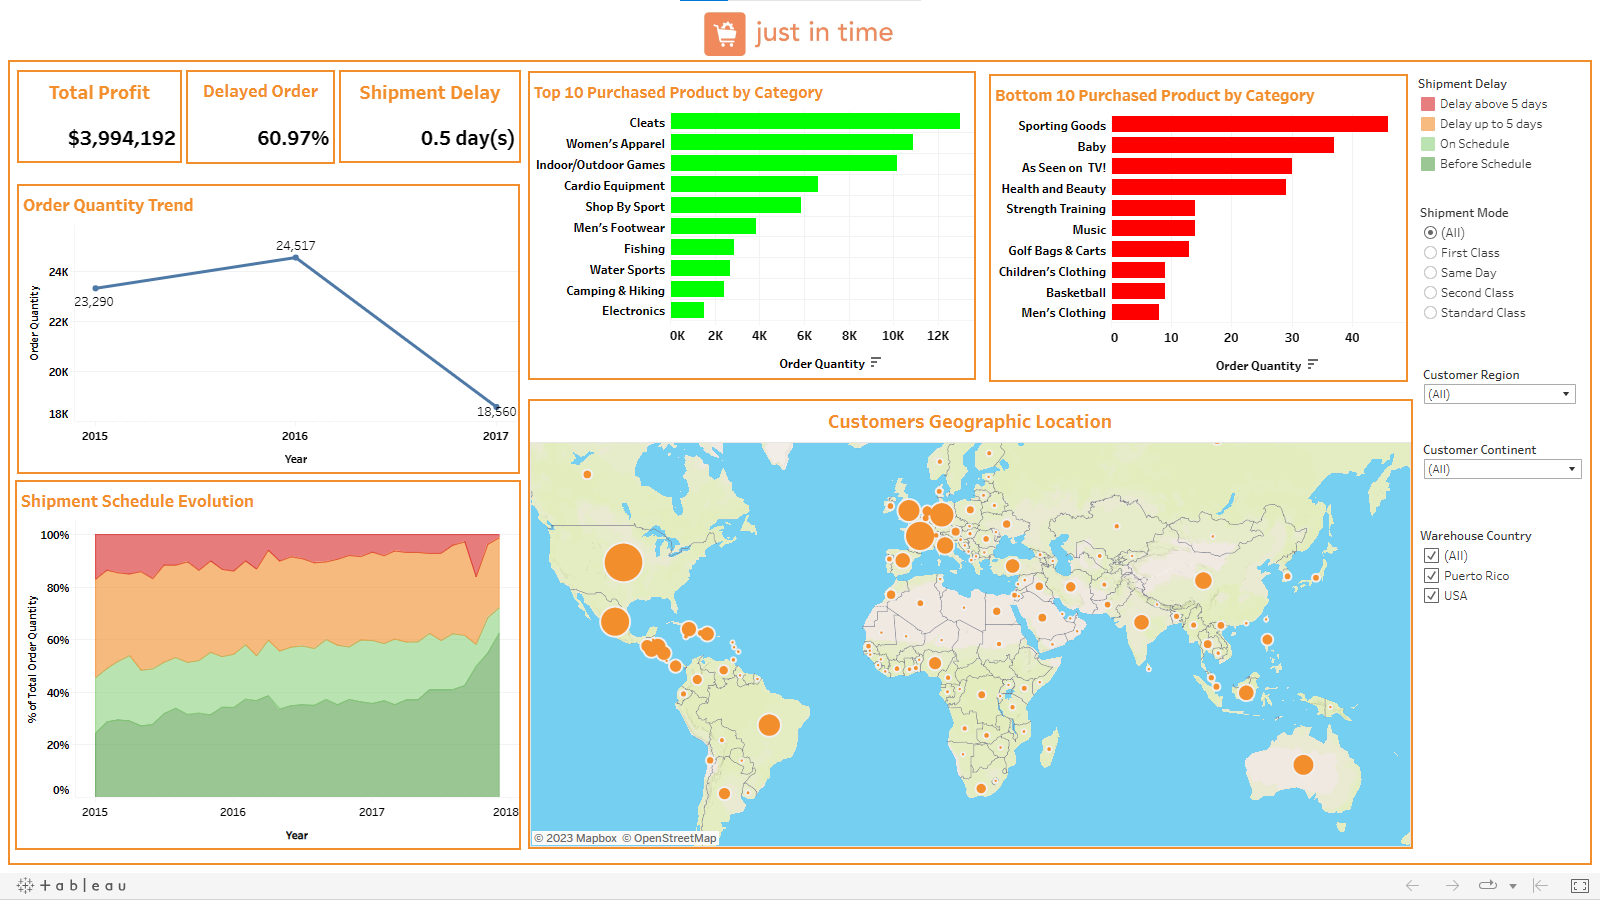 just in time
Total Profit
$3,994,192
Delayed Order
60.97%
Shipment Delay
0.5 day(s)
Order Quantity Trend
Order Quantity
24K
22K
20K
18K
23,290
24,517
18,560
2015
2016
2017
Year
Shipment Schedule Evolution
% of Total Order Quantity
100%
80%
60%
40%
20%
0%
2015
2016
2017
2018
Year
Top 10 Purchased Product by Category
Cleats
Women's Apparel
Indoor/Outdoor Games
Cardio Equipment
Shop By Sport
Men's Footwear
Fishing
Water Sports
Camping & Hiking
Electronics
0K 2K 4K 6K 8K 10K 12K
Order Quantity
Bottom 10 Purchased Product by Category
Sporting Goods
Baby
As Seen on  TV!
Health and Beauty
Strength Training
Music
Golf Bags & Carts
Children's Clothing
Basketball
Men's Clothing
0 10 20 30 40
Order Quantity
Customers Geographic Location
© 2023 Mapbox © OpenStreetMap
Shipment Delay
Delay above 5 days
Delay up to 5 days
On Schedule
Before Schedule
Shipment Mode
(All)
First Class
Same Day
Second Class
Standard Class
Customer Region
(All)
Customer Continent
(All)
Warehouse Country
(All)
Puerto Rico
USA
+ a b l e a u